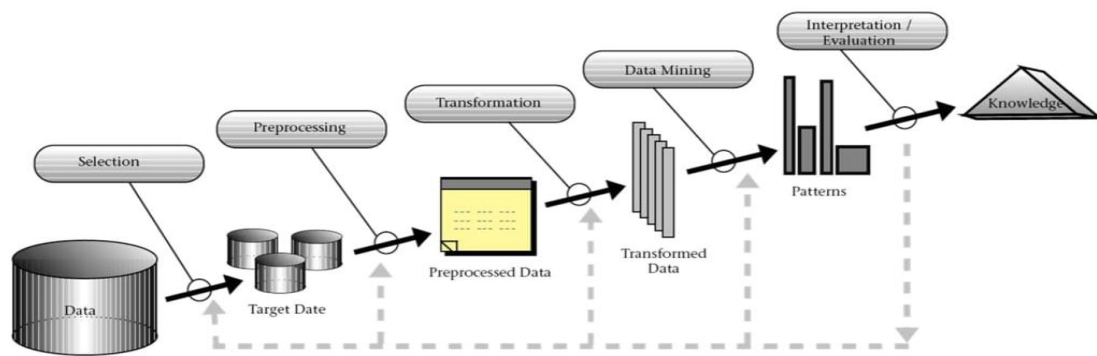 Interpretation /
Evaluation
Data Mining
Transformation
Preprocessing
Selection
Data
Target Date
Preprocessed Data
Transformed
Data
Patterns
Knowledge